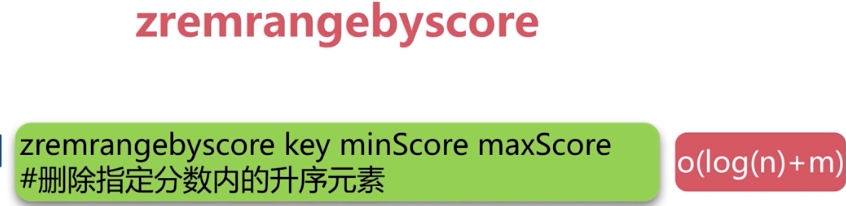 zremrangebyscore
zremrangebyscore key minScore maxScore
o(log(n)+m)
#删除指定分数内的升序元素